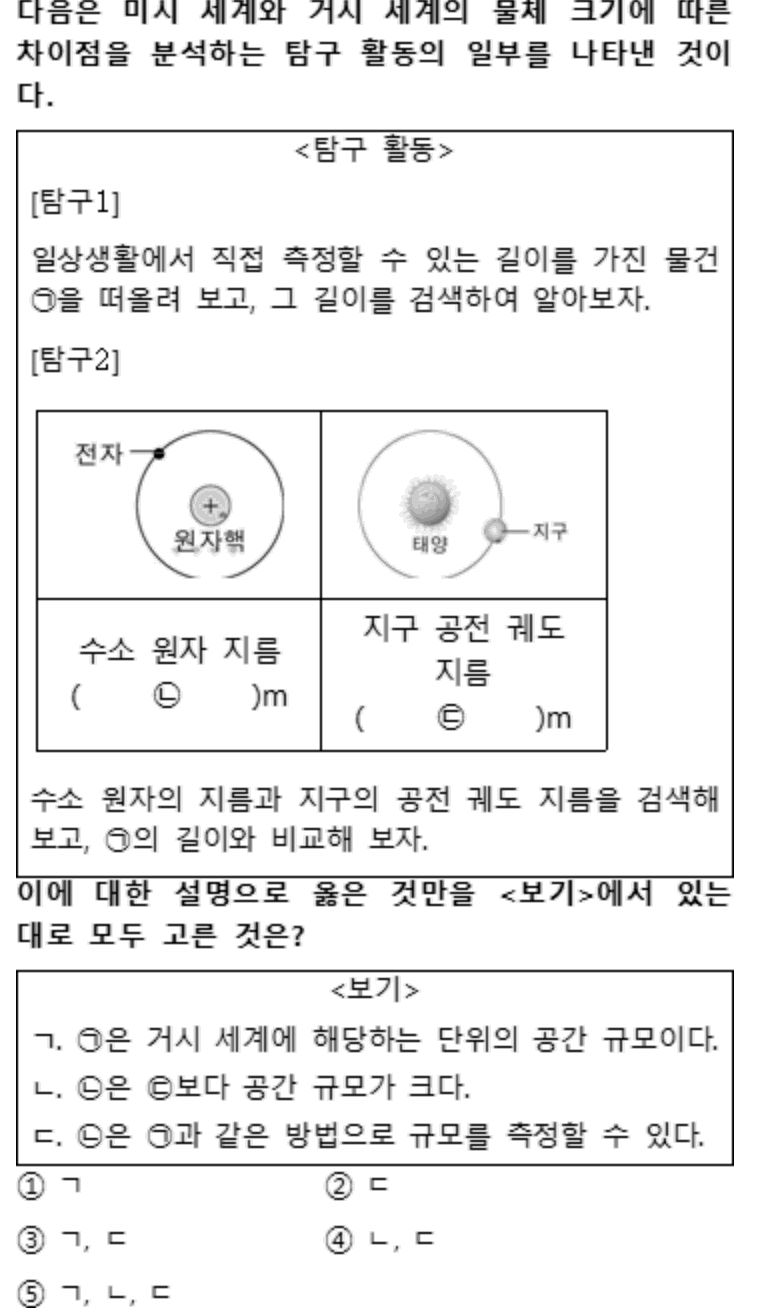 다음은 미시 세계와 거시 세계의 물체 크기에 따른
차이점을 분석하는 탐구 활동의 일부를 나타낸 것이
다.
<탐구 활동>
[탐구1]
일상생활에서 직접 측정할 수 있는 길이를 가진 물건
㉠을 떠올려 보고, 그 길이를 검색하여 알아보자.
[탐구2]
전자
원자핵
태양
지구
수소 원자 지름
( ㉡ )m
지구 공전 궤도
지름
( ㉢ )m
수소 원자의 지름과 지구의 공전 궤도 지름을 검색해
보고, ㉠의 길이와 비교해 보자.
이에 대한 설명으로 옳은 것만을 <보기>에서 있는
대로 모두 고른 것은?
<보기>
ㄱ. ㉠은 거시 세계에 해당하는 단위의 공간 규모이다.
ㄴ. ㉡은 ㉢보다 공간 규모가 크다.
ㄷ. ㉡은 ㉠과 같은 방법으로 규모를 측정할 수 있다.
① ㄱ ② ㄷ
③ ㄱ, ㄷ ④ ㄴ, ㄷ
⑤ ㄱ, ㄴ, ㄷ